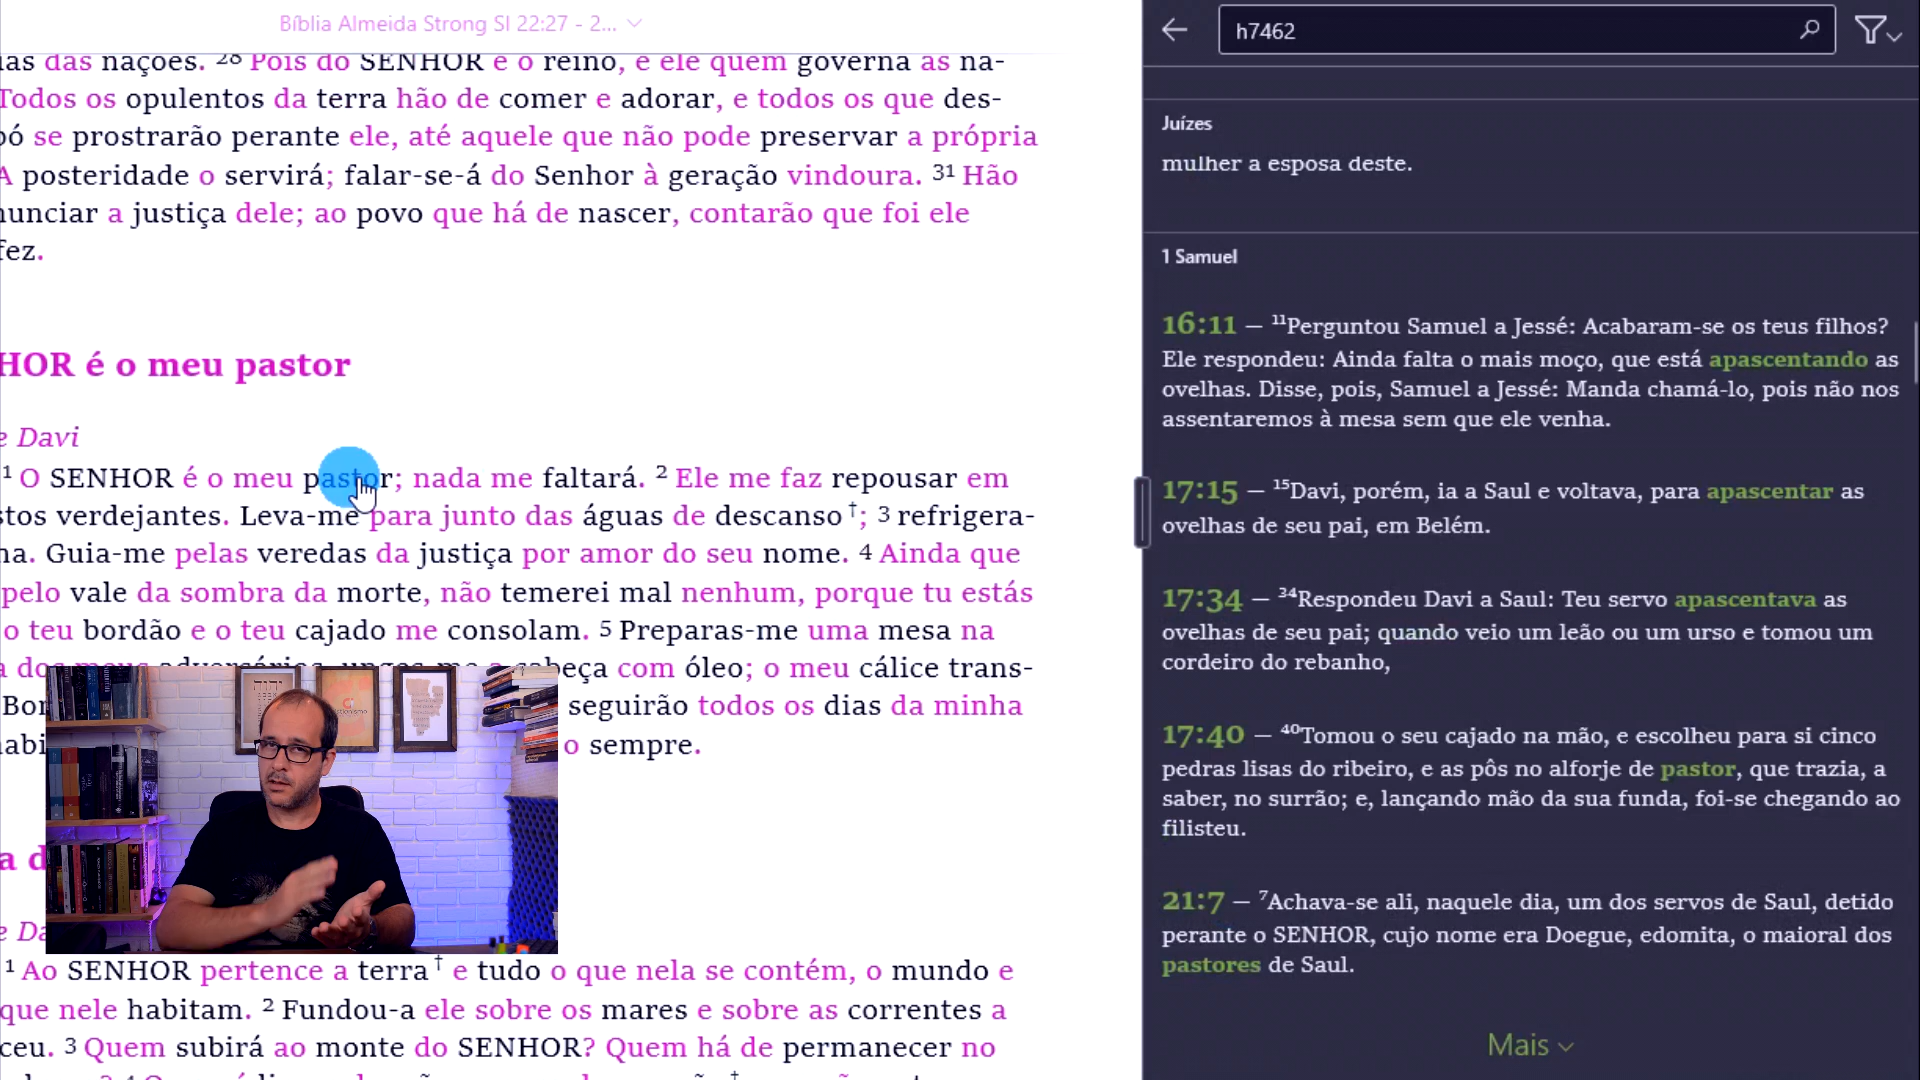 Bíblia Almeida Strong Sl 22:27 - 2...
ias das nações. 28 Pois do SENHOR é o reino, é ele quem governa as na-
Todos os opulentos da terra hão de comer e adorar, e todos os que des-
pó se prostrarão perante ele, até aquele que não pode preservar a própria
A posteridade o servirá; falar-se-á do Senhor à geração vindoura. 31 Hão
nunciar a justiça dele; ao povo que há de nascer, contarão que foi ele
fez.
HOR é o meu pastor
e Davi
1 O SENHOR é o meu pastor; nada me faltará. 2 Ele me faz repousar em
stos verdejantes. Leva-me para junto das águas de descanso†; 3 refrigera-
na. Guia-me pelas veredas da justiça por amor do seu nome. 4 Ainda que
pelo vale da sombra da morte, não temerei mal nenhum, porque tu estás
o teu bordão e o teu cajado me consolam. 5 Preparas-me uma mesa na
a dos meus adversários, unges-me a cabeça com óleo; o meu cálice trans-
Bon seguirão todos os dias da minha
habi o sempre.
a d
e Da
1 Ao SENHOR pertence a terra† e tudo o que nela se contém, o mundo e
que nele habitam. 2 Fundou-a ele sobre os mares e sobre as correntes a
ceu. 3 Quem subirá ao monte do SENHOR? Quem há de permanecer no
h7462
Juízes
mulher a esposa deste.
1 Samuel
16:11 — 11Perguntou Samuel a Jessé: Acabaram-se os teus filhos?
Ele respondeu: Ainda falta o mais moço, que está apascentando as
ovelhas. Disse, pois, Samuel a Jessé: Manda chamá-lo, pois não nos
assentaremos à mesa sem que ele venha.
17:15 — 15Davi, porém, ia a Saul e voltava, para apascentar as
ovelhas de seu pai, em Belém.
17:34 — 34Respondeu Davi a Saul: Teu servo apascentava as
ovelhas de seu pai; quando veio um leão ou um urso e tomou um
cordeiro do rebanho,
17:40 — 40Tomou o seu cajado na mão, e escolheu para si cinco
pedras lisas do ribeiro, e as pôs no alforje de pastor, que trazia, a
saber, no surrão; e, lançando mão da sua funda, foi-se chegando ao
filisteu.
21:7 — 7Achava-se ali, naquele dia, um dos servos de Saul, detido
perante o SENHOR, cujo nome era Doegue, edomita, o maioral dos
pastores de Saul.
Mais